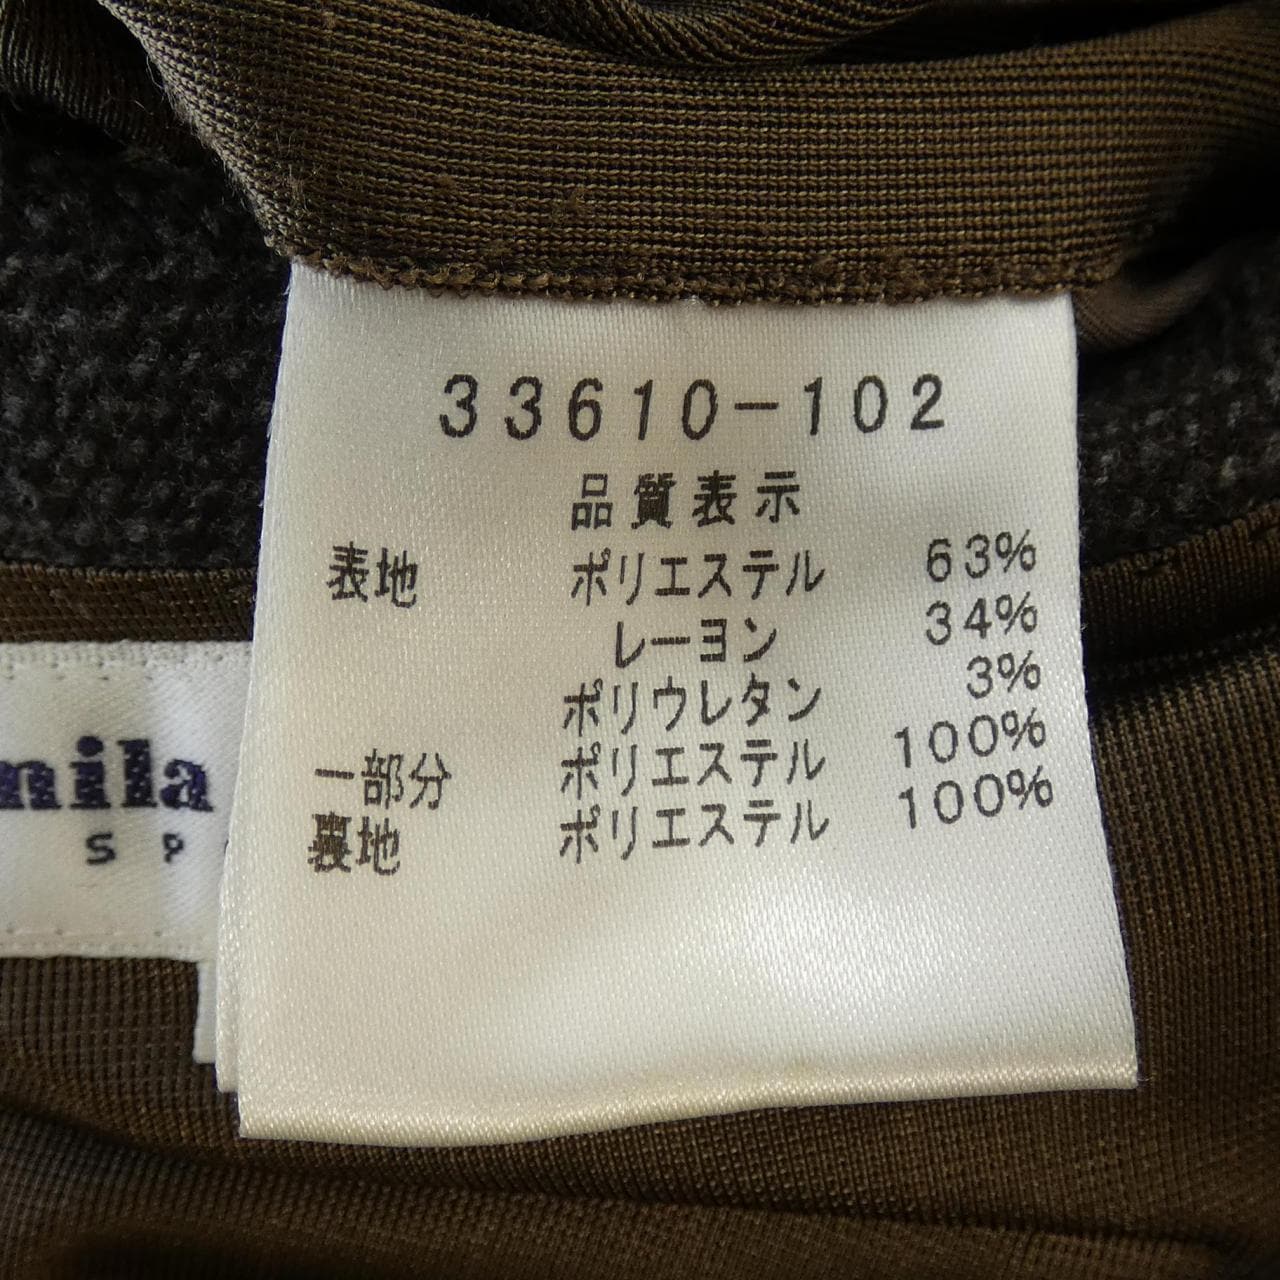 33610-102
品質表示
表地 ポリエステル 63%
レーヨン 34%
ポリウレタン 3%
一部分 ポリエステル 100%
裏地 ポリエステル 100%
mila
S P